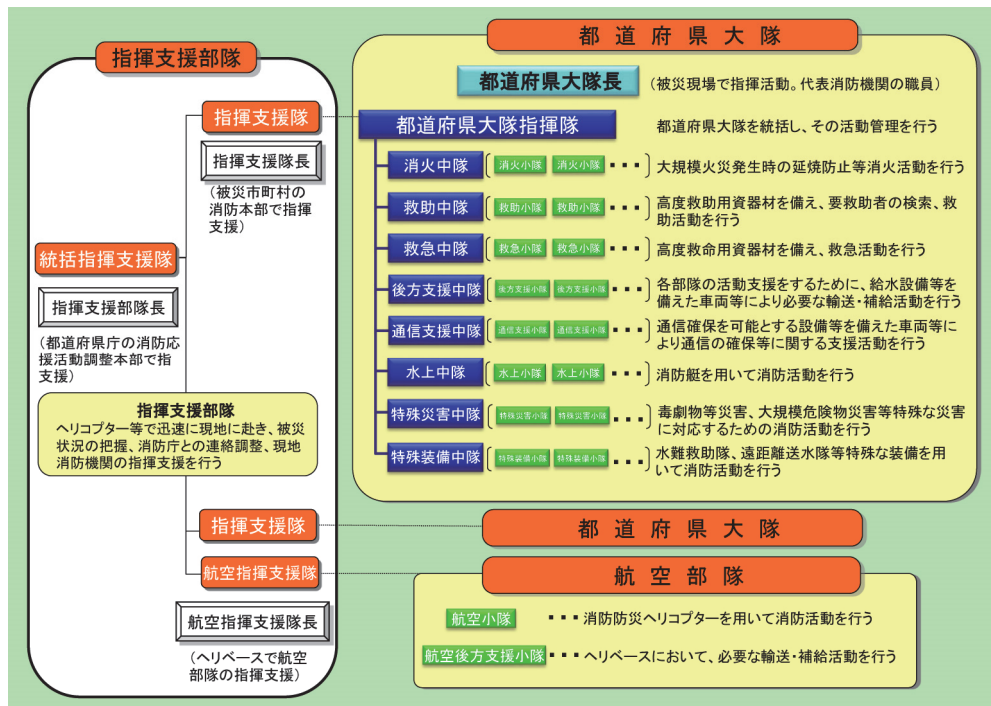 指揮支援部隊
指揮支援隊
指揮支援隊長
（被災市町村の
消防本部で指揮
支援）
統括指揮支援隊
指揮支援部隊長
（都道府県庁の消防応
援活動調整本部で指
支援）
指揮支援部隊
ヘリコプター等で迅速に現地に赴き、被災
状況の把握、消防庁との連絡調整、現地
消防機関の指揮支援を行う
指揮支援隊
航空指揮支援隊
航空指揮支援隊長
（ヘリベースで航空
部隊の指揮支援）
都道府県大隊
都道府県大隊長
（被災現場で指揮活動。代表消防機関の職員）
都道府県大隊指揮隊
都道府県大隊を統括し、その活動管理を行う
消火中隊 消火小隊 消火小隊 ・・・ 大規模火災発生時の延焼防止等消火活動を行う
救助中隊 救助小隊 救助小隊 ・・・ 高度救助用資器材を備え、要救助者の検索、救
助活動を行う
救急中隊 救急小隊 救急小隊 ・・・ 高度救命用資器材を備え、救急活動を行う
後方支援中隊 後方支援小隊 後方支援小隊 ・・・ 各部隊の活動支援をするために、給水設備等を
備えた車両等により必要な輸送・補給活動を行う
通信支援中隊 通信支援小隊 通信支援小隊 ・・・ 通信確保を可能とする設備等を備えた車両等に
より通信の確保等に関する支援活動を行う
水上中隊 水上小隊 水上小隊 ・・・ 消防艇を用いて消防活動を行う
特殊災害中隊 特殊災害小隊 特殊災害小隊 ・・・ 毒劇物等災害、大規模危険物災害等特殊な災害
に対応するための消防活動を行う
特殊装備中隊 特殊装備小隊 特殊装備小隊 ・・・ 水難救助隊、遠距離送水隊等特殊な装備を用
いて消防活動を行う
都道府県大隊
航空部隊
航空小隊 ・・・消防防災ヘリコプターを用いて消防活動を行う
航空後方支援小隊 ・・・ヘリベースにおいて、必要な輸送・補給活動を行う